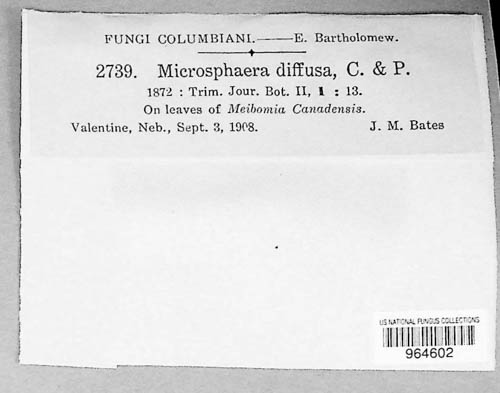 FUNGI COLUMBIANI.——E. Bartholomew.
2739. Microsphaera diffusa, C. & P.
1872 : Trim. Jour. Bot. II, 1 : 13.
On leaves of Meibomia Canadensis.
Valentine, Neb., Sept. 3, 1908. J. M. Bates
US NATIONAL FUNGUS COLLECTIONS
964602